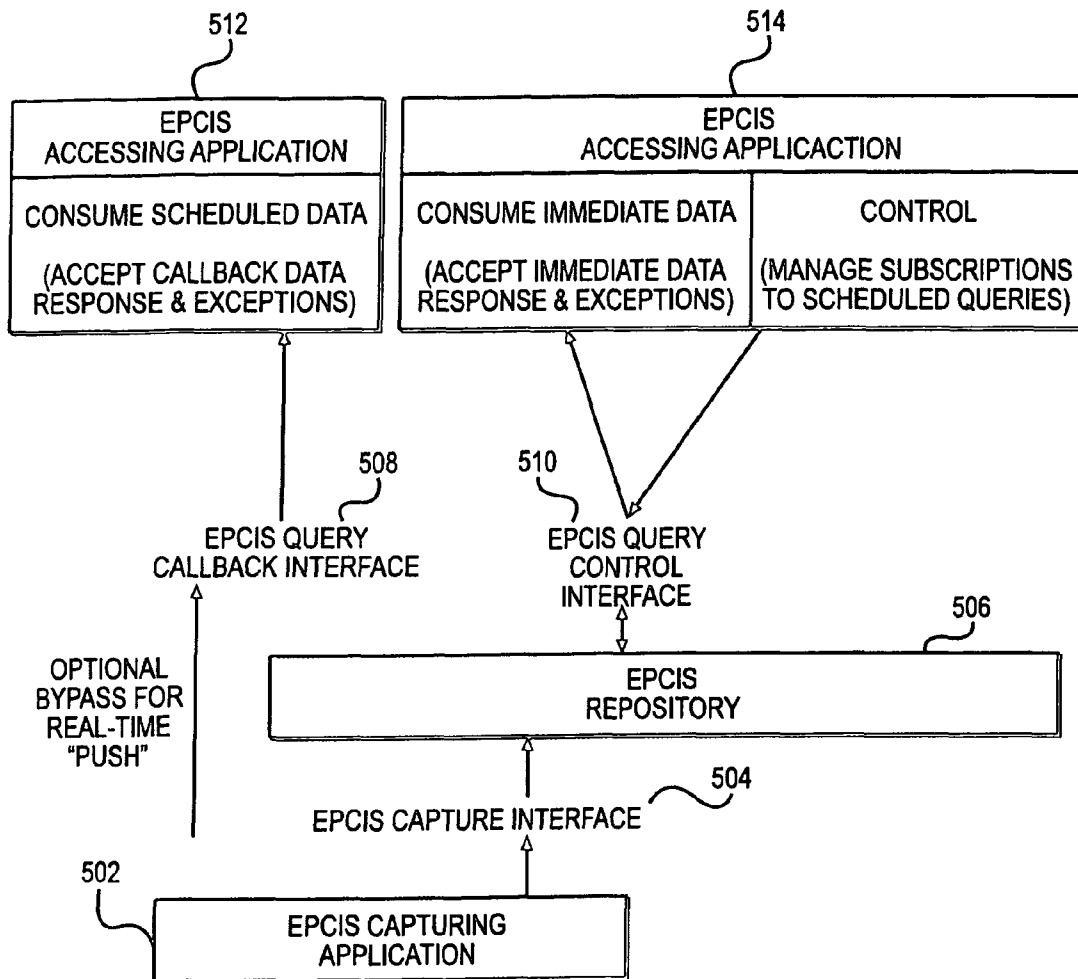 512
514
EPCIS
ACCESSING APPLICATION
CONSUME SCHEDULED DATA
(ACCEPT CALLBACK DATA
RESPONSE & EXCEPTIONS)
EPCIS
ACCESSING APPLICACTION
CONSUME IMMEDIATE DATA
(ACCEPT IMMEDIATE DATA
RESPONSE & EXCEPTIONS)
CONTROL
(MANAGE SUBSCRIPTIONS
TO SCHEDULED QUERIES)
508
EPCIS QUERY
CALLBACK INTERFACE
510
EPCIS QUERY
CONTROL
INTERFACE
506
OPTIONAL
BYPASS FOR
REAL-TIME
“PUSH”
EPCIS
REPOSITORY
504
EPCIS CAPTURE INTERFACE
502
EPCIS CAPTURING
APPLICATION